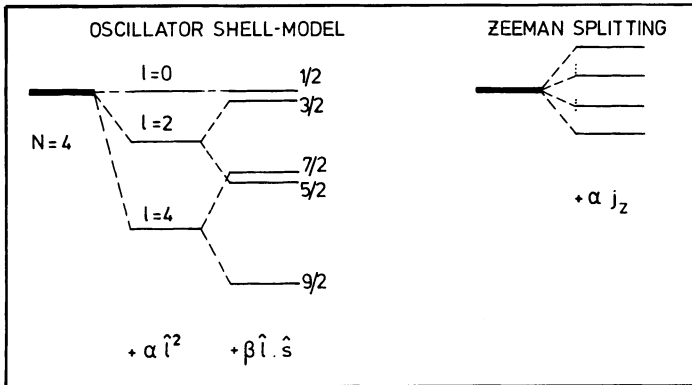 OSCILLATOR SHELL-MODEL
ZEEMAN SPLITTING
l=0
1/2
3/2
l=2
N=4
7/2
5/2
l=4
9/2
+ α j_z
+ α l̂²
+ β l̂ . ŝ